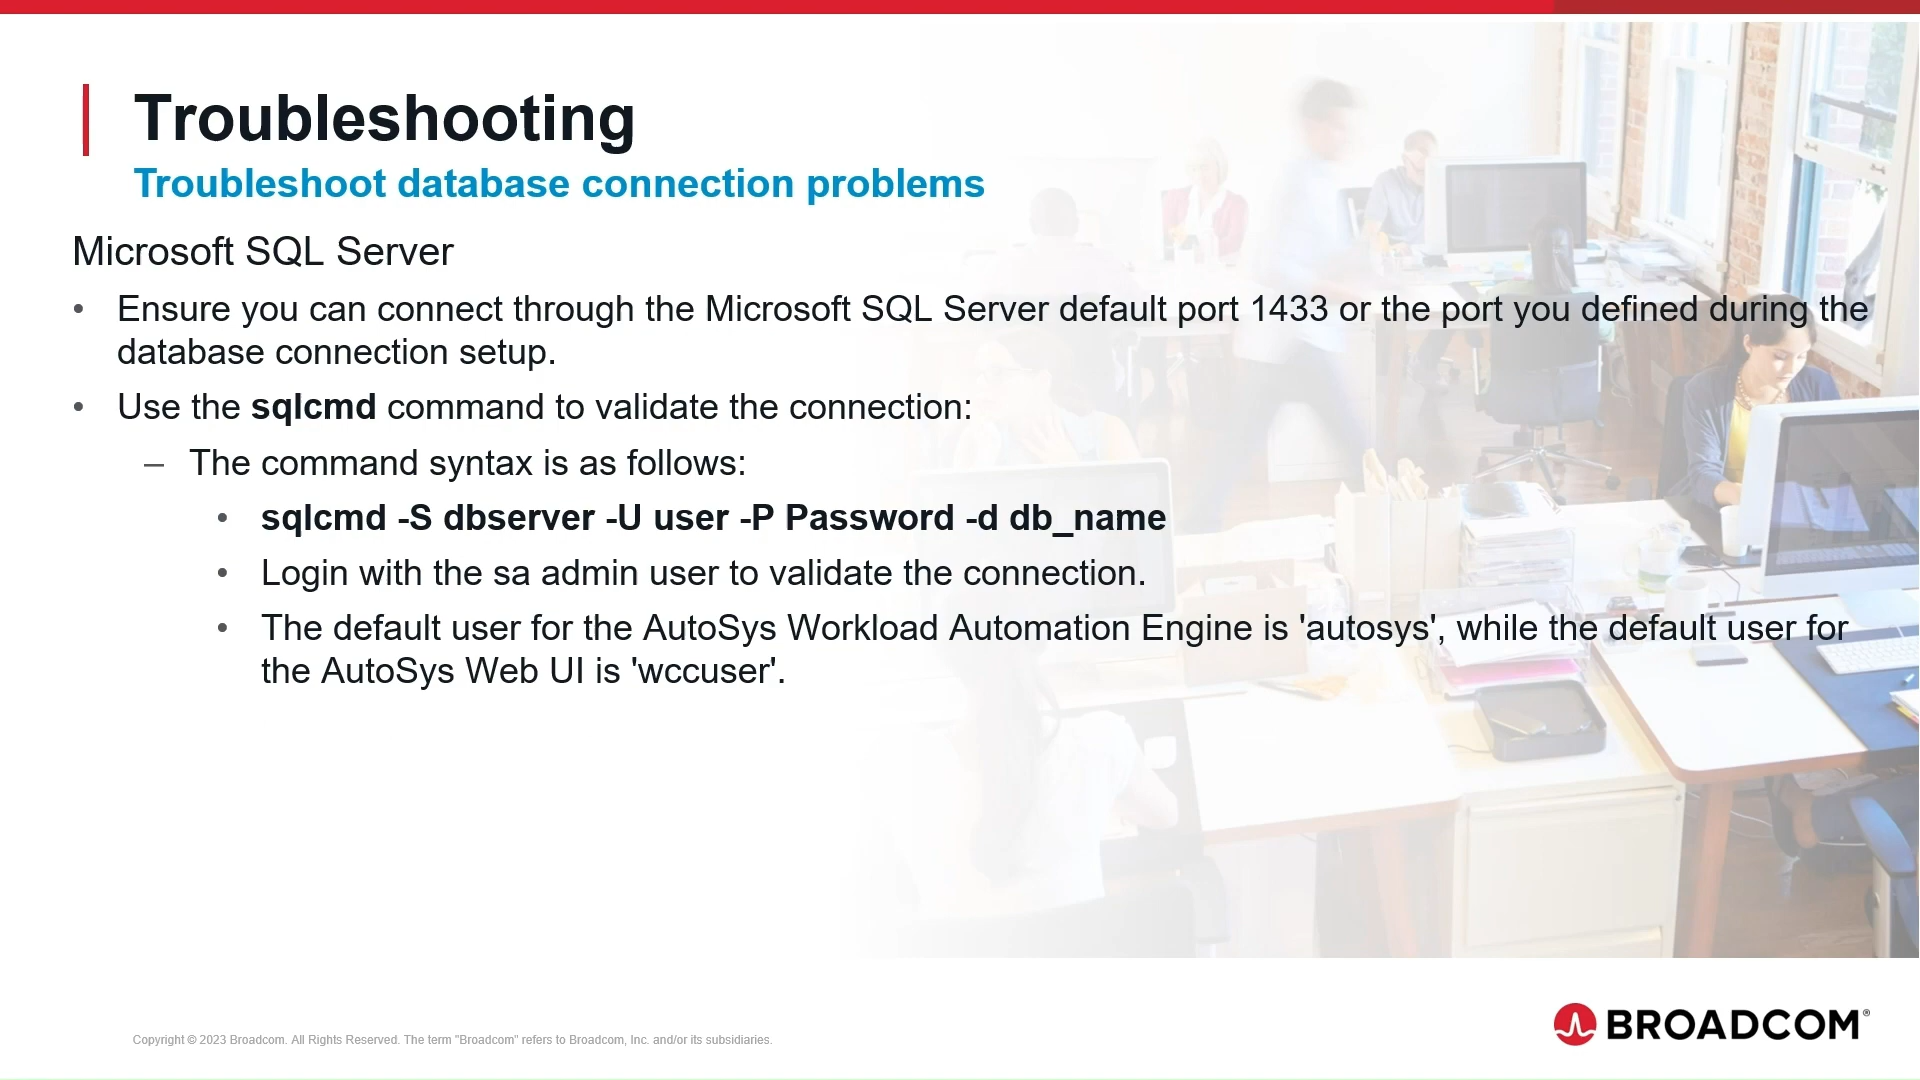 Troubleshooting
Troubleshoot database connection problems
Microsoft SQL Server
• Ensure you can connect through the Microsoft SQL Server default port 1433 or the port you defined during the
database connection setup.
• Use the sqlcmd command to validate the connection:
– The command syntax is as follows:
• sqlcmd -S dbserver -U user -P Password -d db_name
• Login with the sa admin user to validate the connection.
• The default user for the AutoSys Workload Automation Engine is 'autosys', while the default user for
the AutoSys Web UI is 'wccuser'.
Copyright © 2023 Broadcom. All Rights Reserved. The term "Broadcom" refers to Broadcom, Inc. and/or its subsidiaries.
BROADCOM®